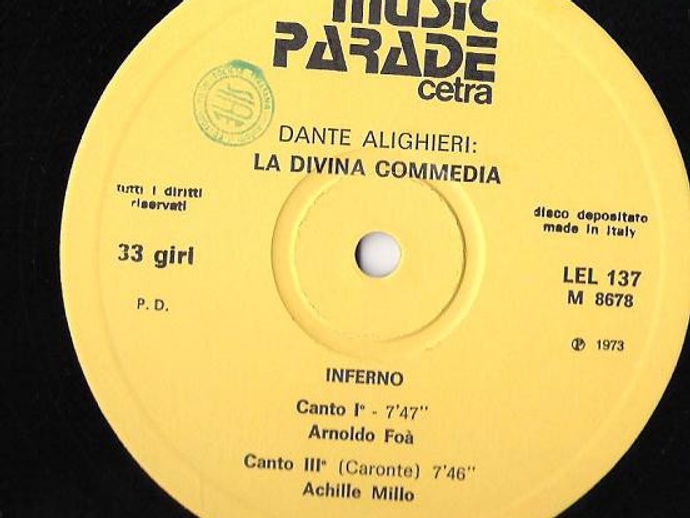 music
PARADE
cetra
DANTE ALIGHIERI:
LA DIVINA COMMEDIA
tutti i diritti
riservati
disco depositato
made in Italy
33 giri
LEL 137
M 8678
P. D.
℗ 1973
INFERNO
Canto I° - 7'47"
Arnoldo Foà
Canto III° (Caronte) 7'46"
Achille Millo